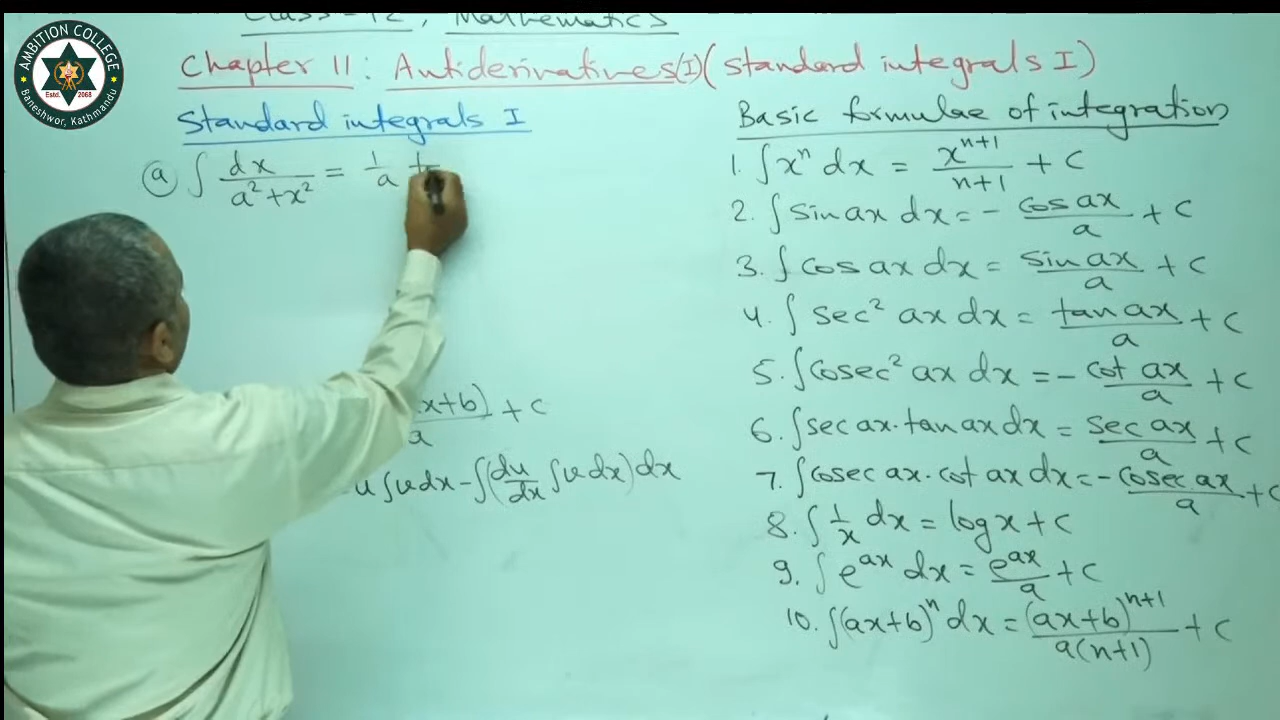 AMBITION COLLEGE
Estd. 2068
Baneshwor, Kathmandu
Class - 12, Mathematics
Chapter 11: Antiderivatives(I)(standard integrals I)
Standard integrals I
(a) ∫ dx/(a²+x²) = 1/a
x+b)/a + c
u∫vdx-∫(du/dx ∫vdx)dx
Basic formulae of integration
1. ∫xⁿ dx = xⁿ⁺¹/(n+1) + c
2. ∫sin ax dx = - cos ax/a + c
3. ∫cos ax dx = sin ax/a + c
4. ∫sec² ax dx = tan ax/a + c
5. ∫cosec² ax dx = - cot ax/a + c
6. ∫sec ax·tan ax dx = sec ax/a + c
7. ∫cosec ax·cot ax dx = - cosec ax/a + c
8. ∫1/x dx = log x + c
9. ∫e^(ax) dx = e^(ax)/a + c
10. ∫(ax+b)ⁿ dx = (ax+b)ⁿ⁺¹/(a(n+1)) + c